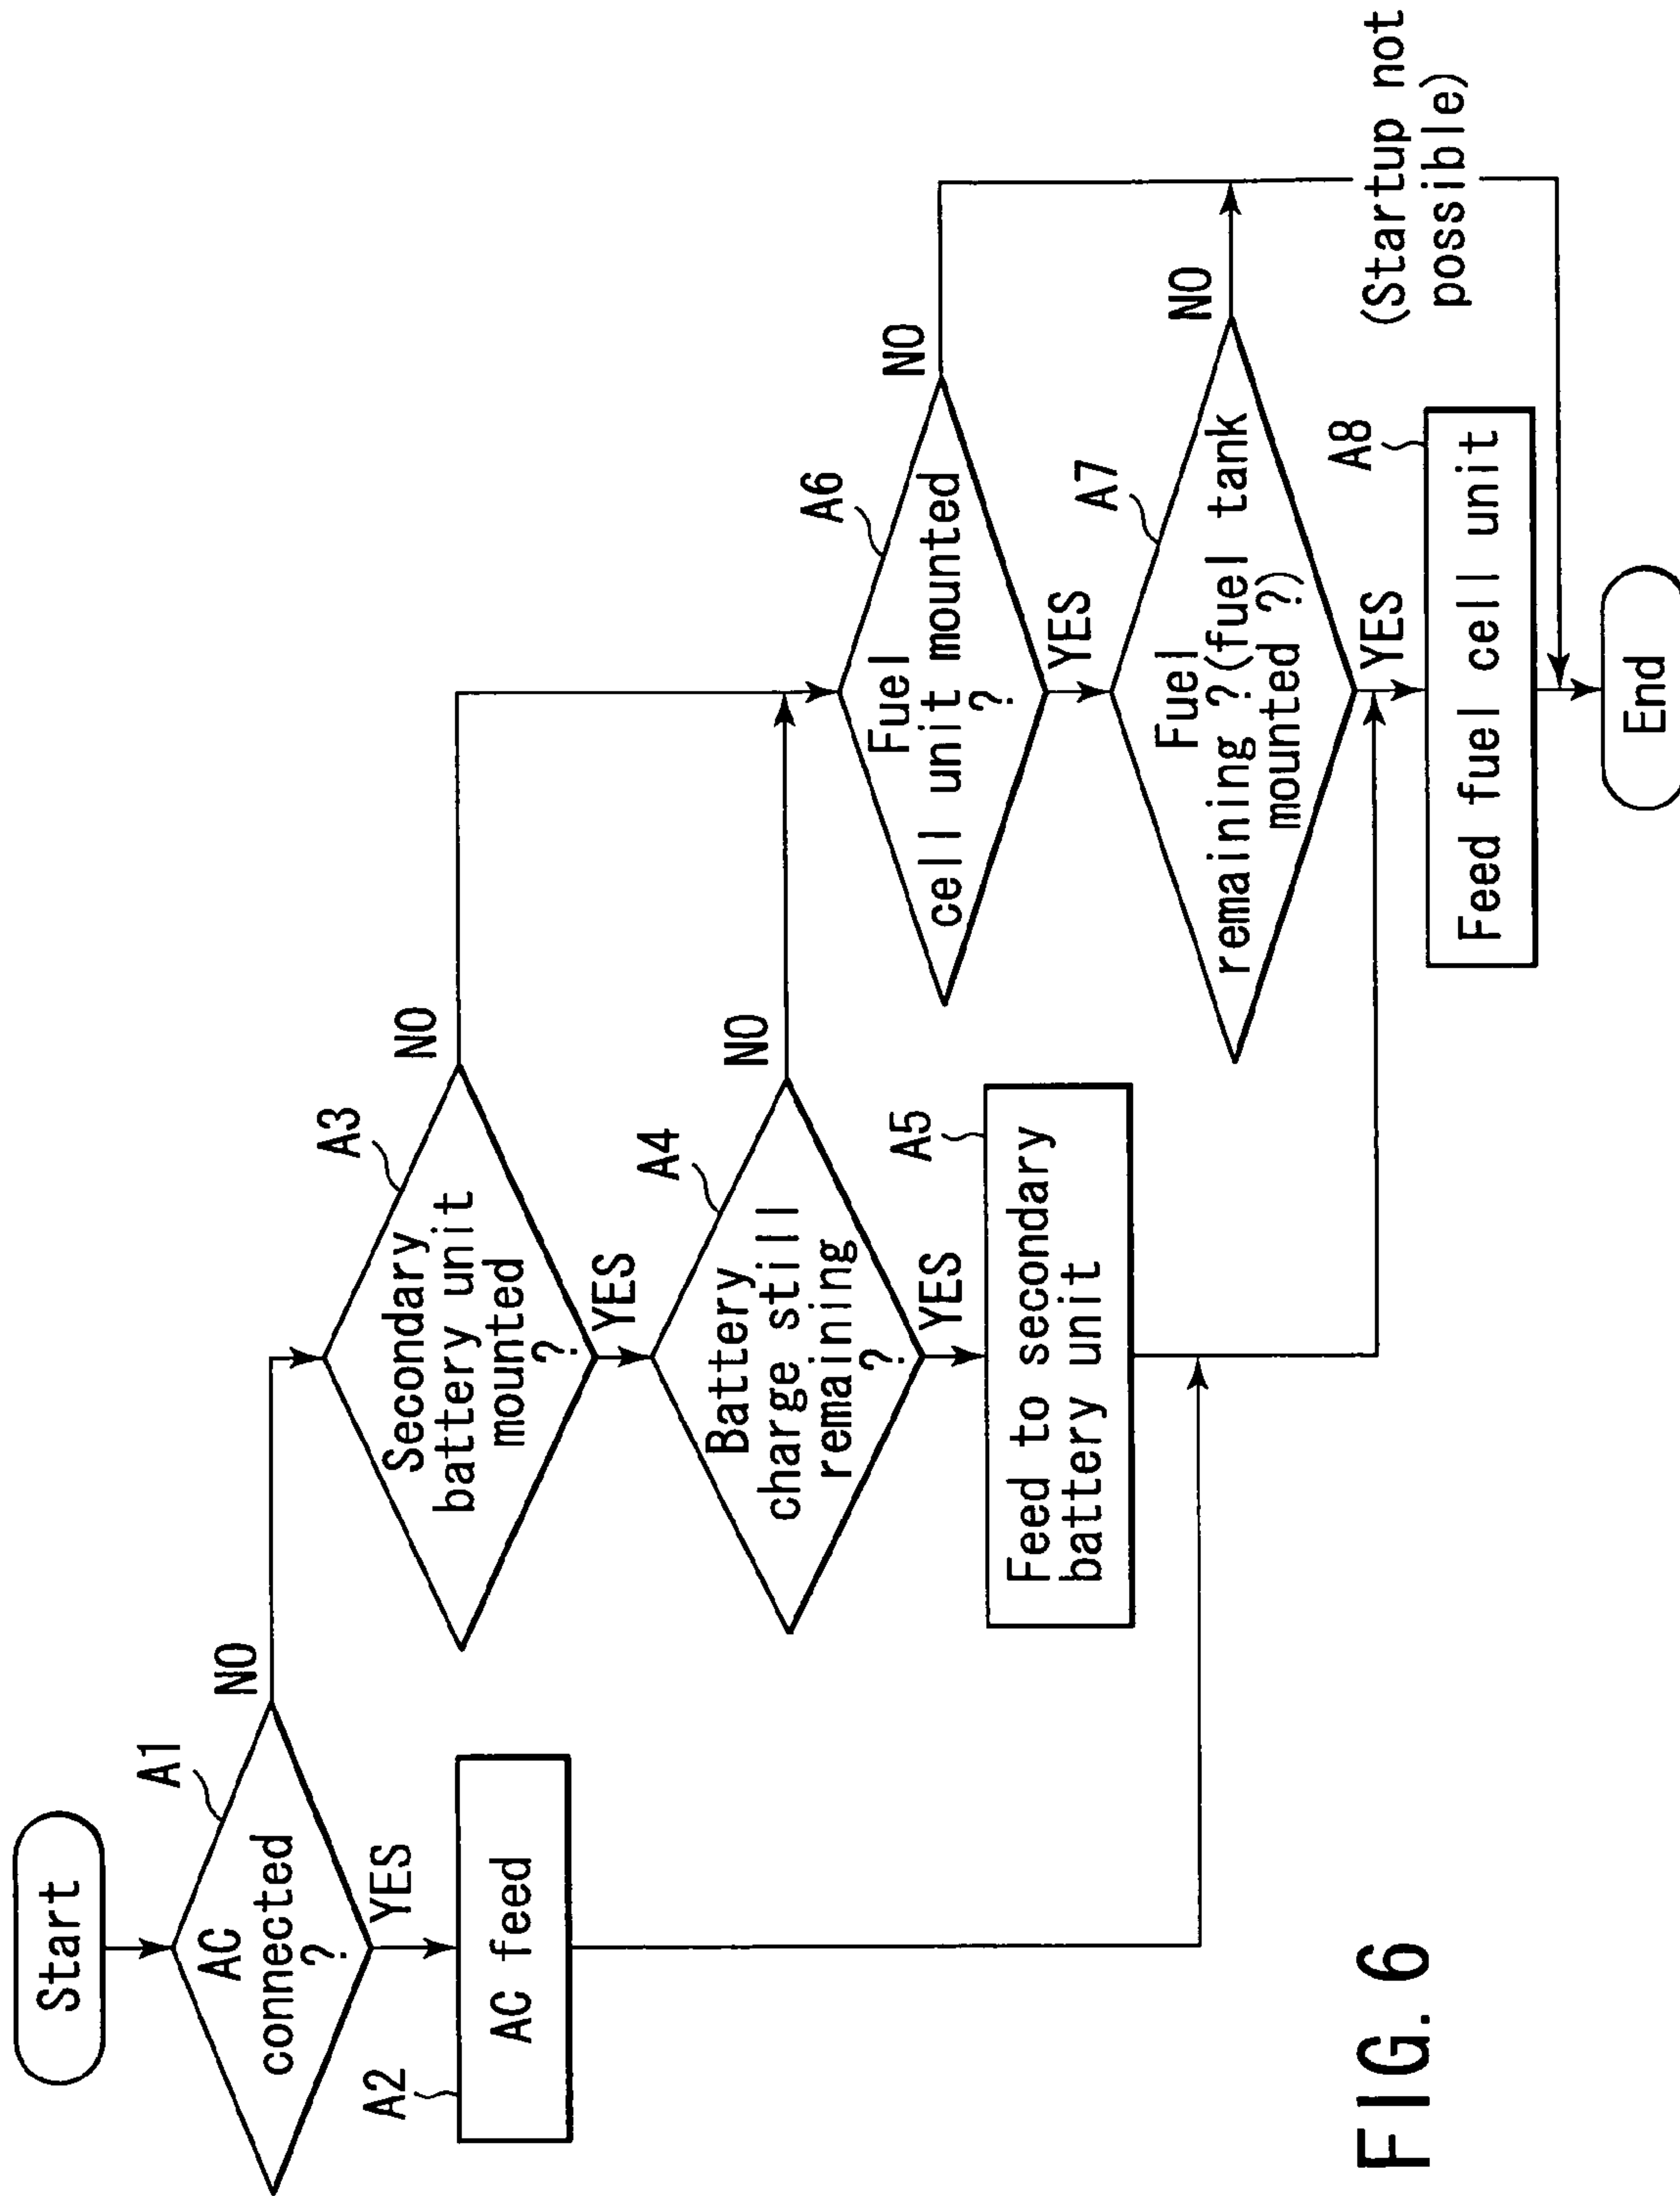 Start
A1
AC
connected
?
NO
YES
A2
AC feed
A3
Secondary
battery unit
mounted
?
NO
YES
A4
Battery
charge still
remaining
?
NO
YES
A5
Feed to secondary
battery unit
A6
Fuel
cell unit mounted
?
NO
YES
A7
Fuel
remaining ?(fuel tank
mounted ?)
NO
YES
(Startup not
possible)
A8
Feed fuel cell unit
End
FIG. 6